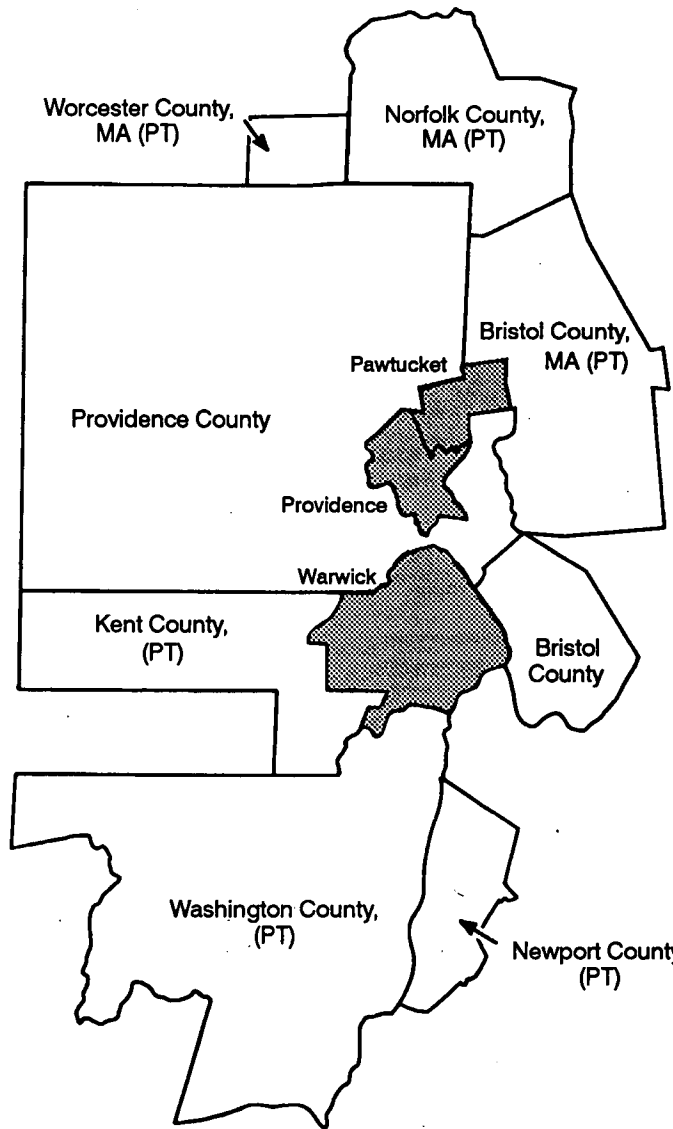 Worcester County,
MA (PT)
Norfolk County,
MA (PT)
Bristol County,
MA (PT)
Pawtucket
Providence County
Providence
Warwick
Kent County,
(PT)
Bristol
County
Washington County,
(PT)
Newport County
(PT)